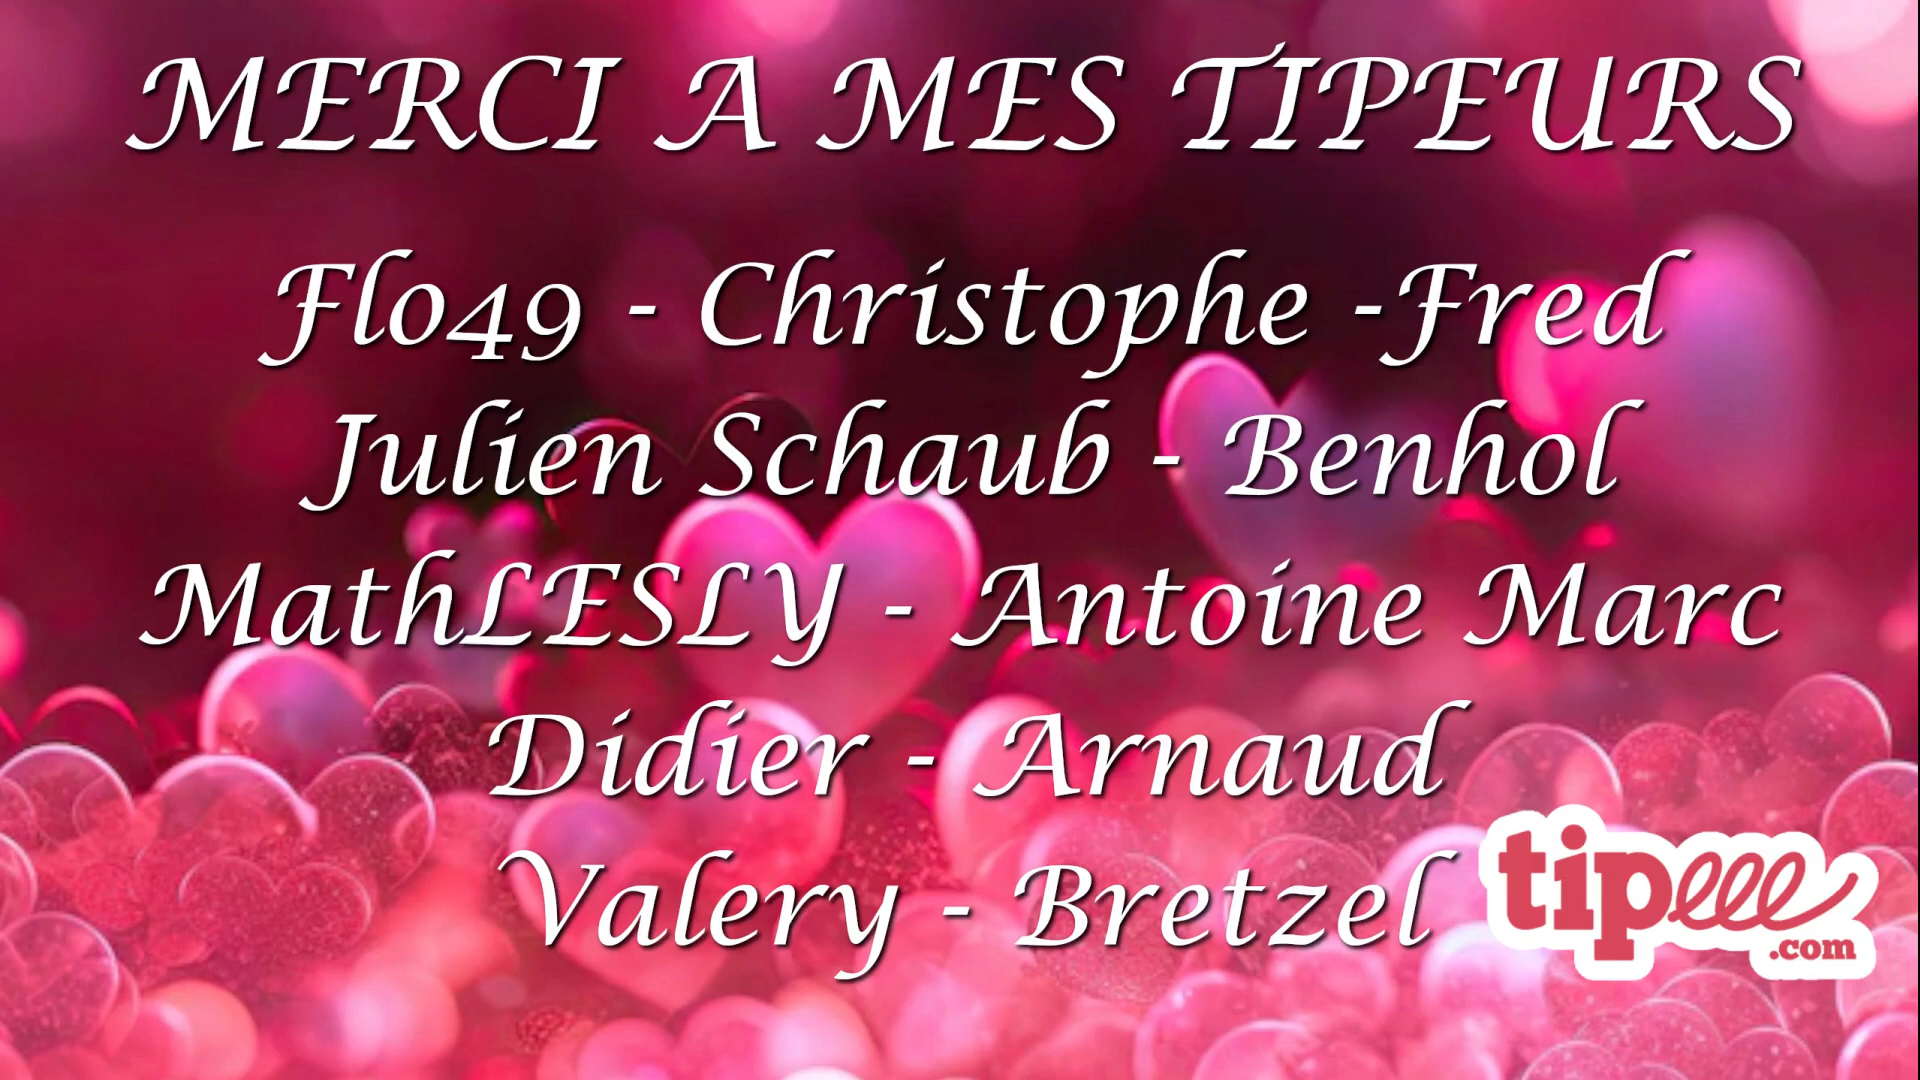 MERCI A MES TIPEURS
Flo49 - Christophe -Fred
Julien Schaub - Benhol
MathLESLY - Antoine Marc
Didier - Arnaud
Valery - Bretzel
tipeee
.com